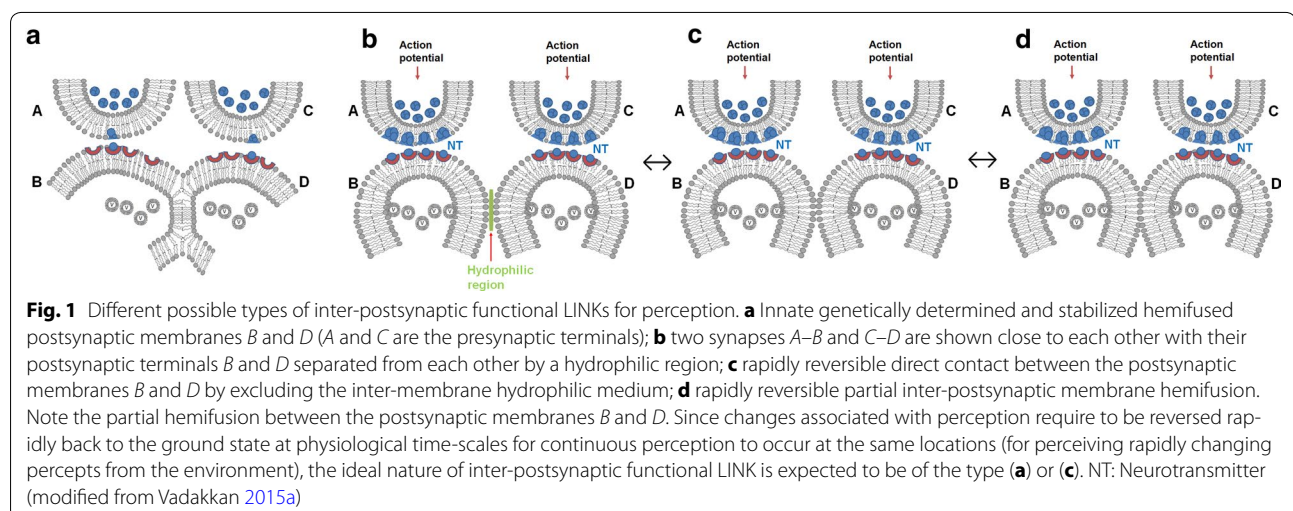 a b c d
Action potential Action potential Action potential Action potential Action potential Action potential
A C A C A C A C
NT NT NT NT NT NT
B D B D B D B D
V V V V V V V V V V
Hydrophilic
region
Fig. 1 Different possible types of inter-postsynaptic functional LINKs for perception. a Innate genetically determined and stabilized hemifused
postsynaptic membranes B and D (A and C are the presynaptic terminals); b two synapses A–B and C–D are shown close to each other with their
postsynaptic terminals B and D separated from each other by a hydrophilic region; c rapidly reversible direct contact between the postsynaptic
membranes B and D by excluding the inter-membrane hydrophilic medium; d rapidly reversible partial inter-postsynaptic membrane hemifusion.
Note the partial hemifusion between the postsynaptic membranes B and D. Since changes associated with perception require to be reversed rap-
idly back to the ground state at physiological time-scales for continuous perception to occur at the same locations (for perceiving rapidly changing
percepts from the environment), the ideal nature of inter-postsynaptic functional LINK is expected to be of the type (a) or (c). NT: Neurotransmitter
(modified from Vadakkan 2015a)